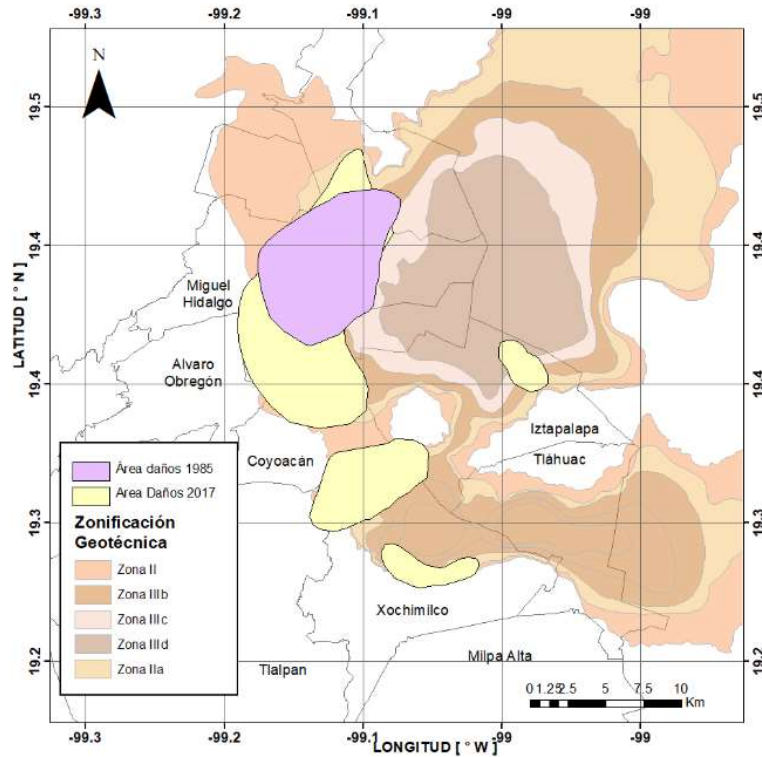 -99.3 -99.2 -99.1 -99 -99
N
19.5 19.5
19.4 19.4
19.4 19.4
19.3 19.3
19.2 19.2
LATITUD [ ° N]
Miguel
Hidalgo
Alvaro
Obregón
Coyoacán
Iztapalapa
Tláhuac
Xochimilco
Tlalpan
Milpa Alta
Área daños 1985
Area Daños 2017
Zonificación
Geotécnica
Zona II
Zona IIIb
Zona IIIc
Zona IIId
Zona IIa
0 1.25 2.5 5 7.5 10
Km
-99.3 -99.2 -99.1 -99 -99
LONGITUD [ ° W]